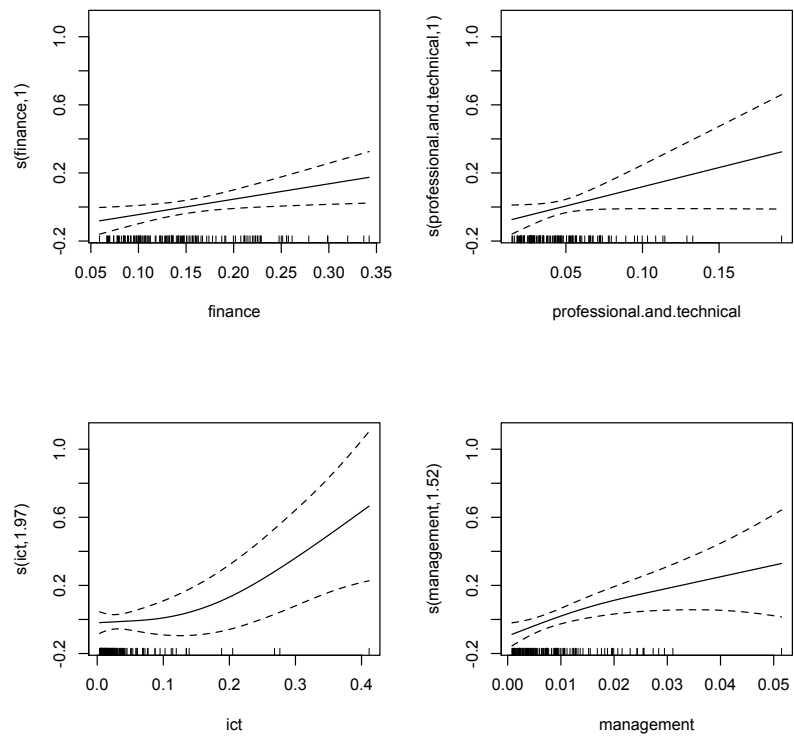 s(finance,1)
-0.2 0.2 0.6 1.0
0.05 0.10 0.15 0.20 0.25 0.30 0.35
finance
s(professional.and.technical,1)
-0.2 0.2 0.6 1.0
0.05 0.10 0.15
professional.and.technical
s(ict,1.97)
-0.2 0.2 0.6 1.0
0.0 0.1 0.2 0.3 0.4
ict
s(management,1.52)
-0.2 0.2 0.6 1.0
0.00 0.01 0.02 0.03 0.04 0.05
management